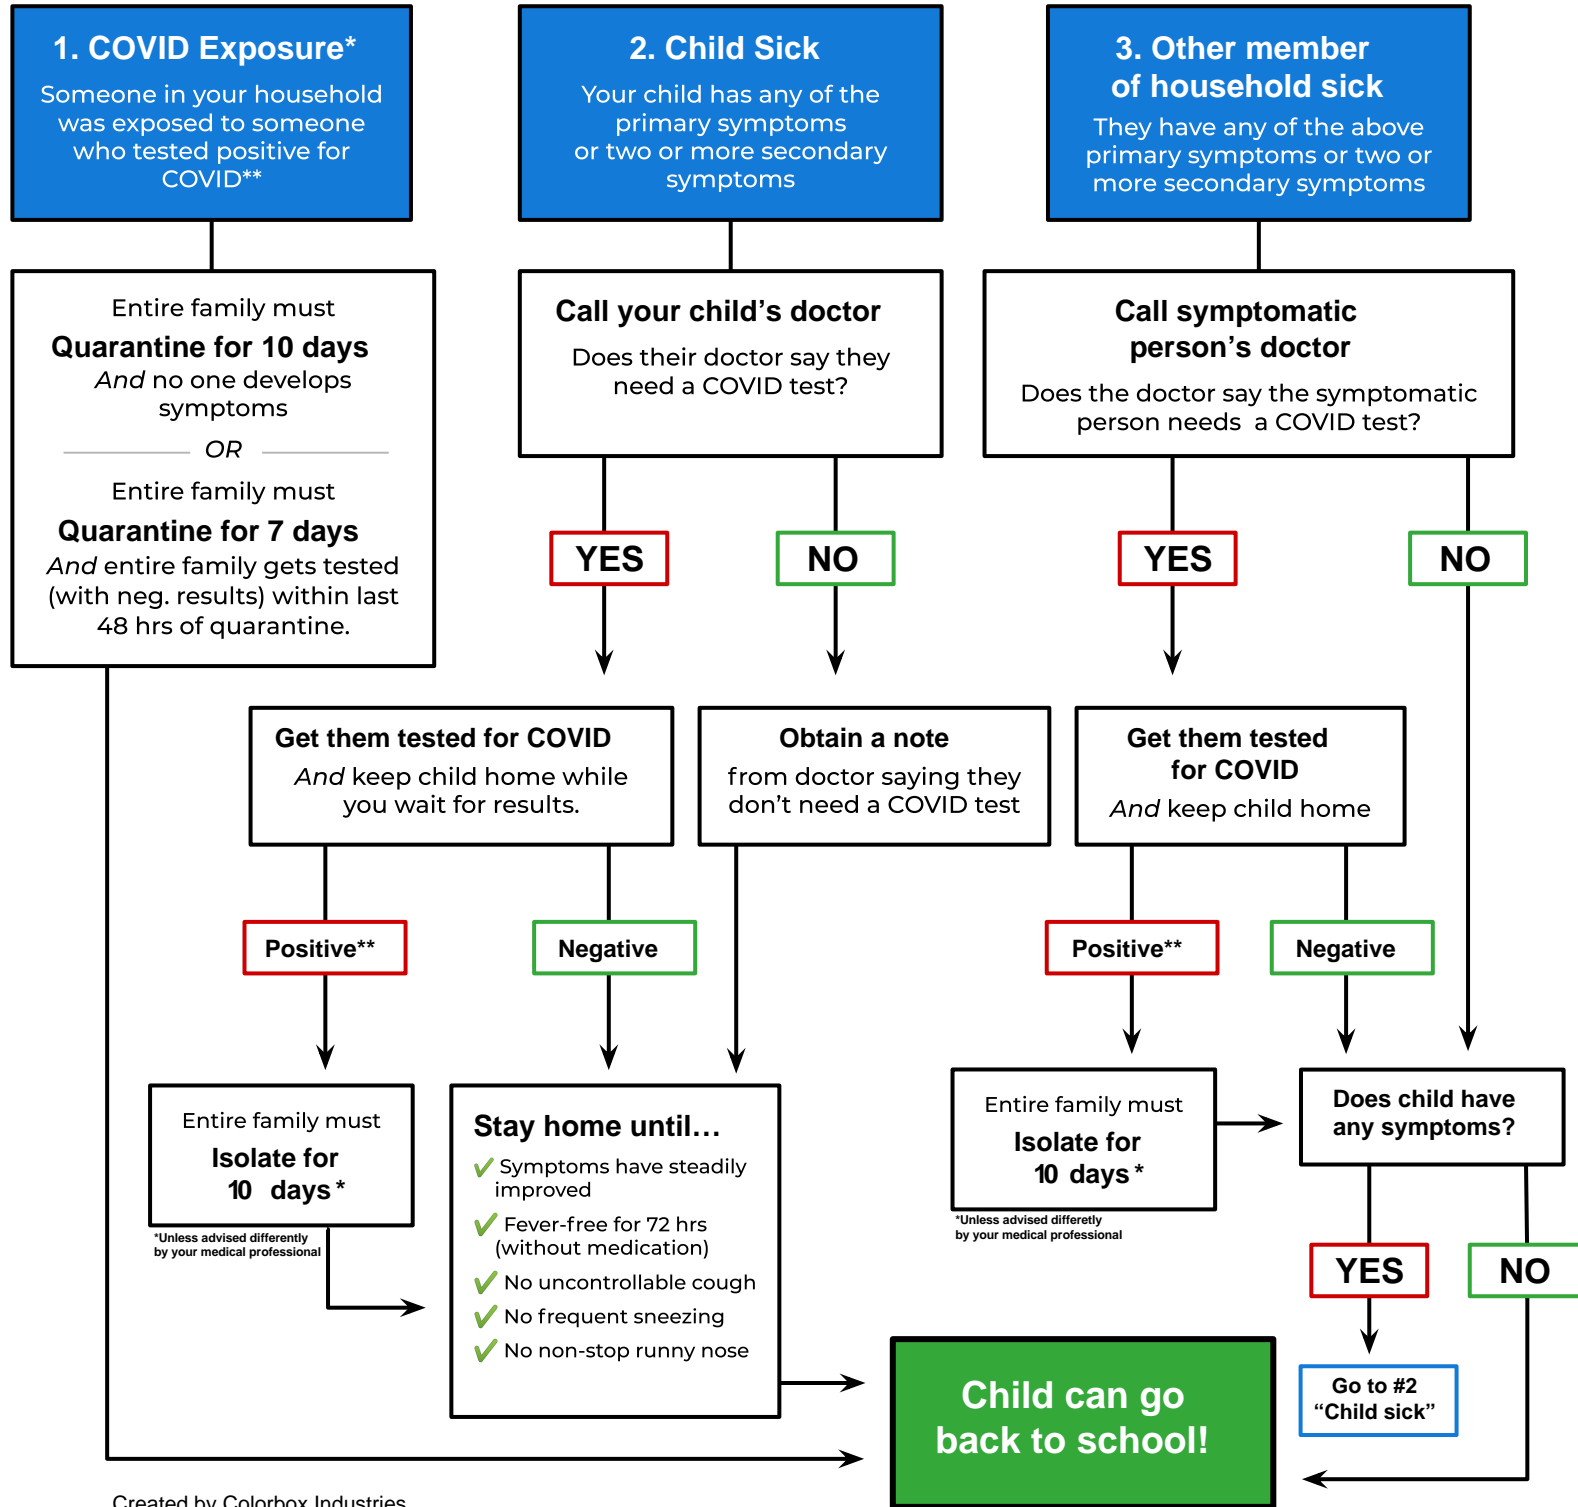 1. COVID Exposure*
Someone in your household
was exposed to someone
who tested positive for
COVID**
2. Child Sick
Your child has any of the
primary symptoms
or two or more secondary
symptoms
3. Other member
of household sick
They have any of the above
primary symptoms or two or
more secondary symptoms
Entire family must
Quarantine for 10 days
And no one develops
symptoms
OR
Entire family must
Quarantine for 7 days
And entire family gets tested
(with neg. results) within last
48 hrs of quarantine.
Call your child's doctor
Does their doctor say they
need a COVID test?
Call symptomatic
person's doctor
Does the doctor say the symptomatic
person needs a COVID test?
YES
NO
YES
NO
Get them tested for COVID
And keep child home while
you wait for results.
Obtain a note
from doctor saying they
don't need a COVID test
Get them tested
for COVID
And keep child home
Positive**
Negative
Positive**
Negative
Entire family must
Isolate for
10 days*
*Unless advised differently
by your medical professional
Stay home until...
Symptoms have steadily
improved
Fever-free for 72 hrs
(without medication)
No uncontrollable cough
No frequent sneezing
No non-stop runny nose
Entire family must
Isolate for
10 days*
*Unless advised differetly
by your medical professional
Does child have
any symptoms?
YES
NO
Go to #2
"Child sick"
Child can go
back to school!
Created by Colorbox Industries